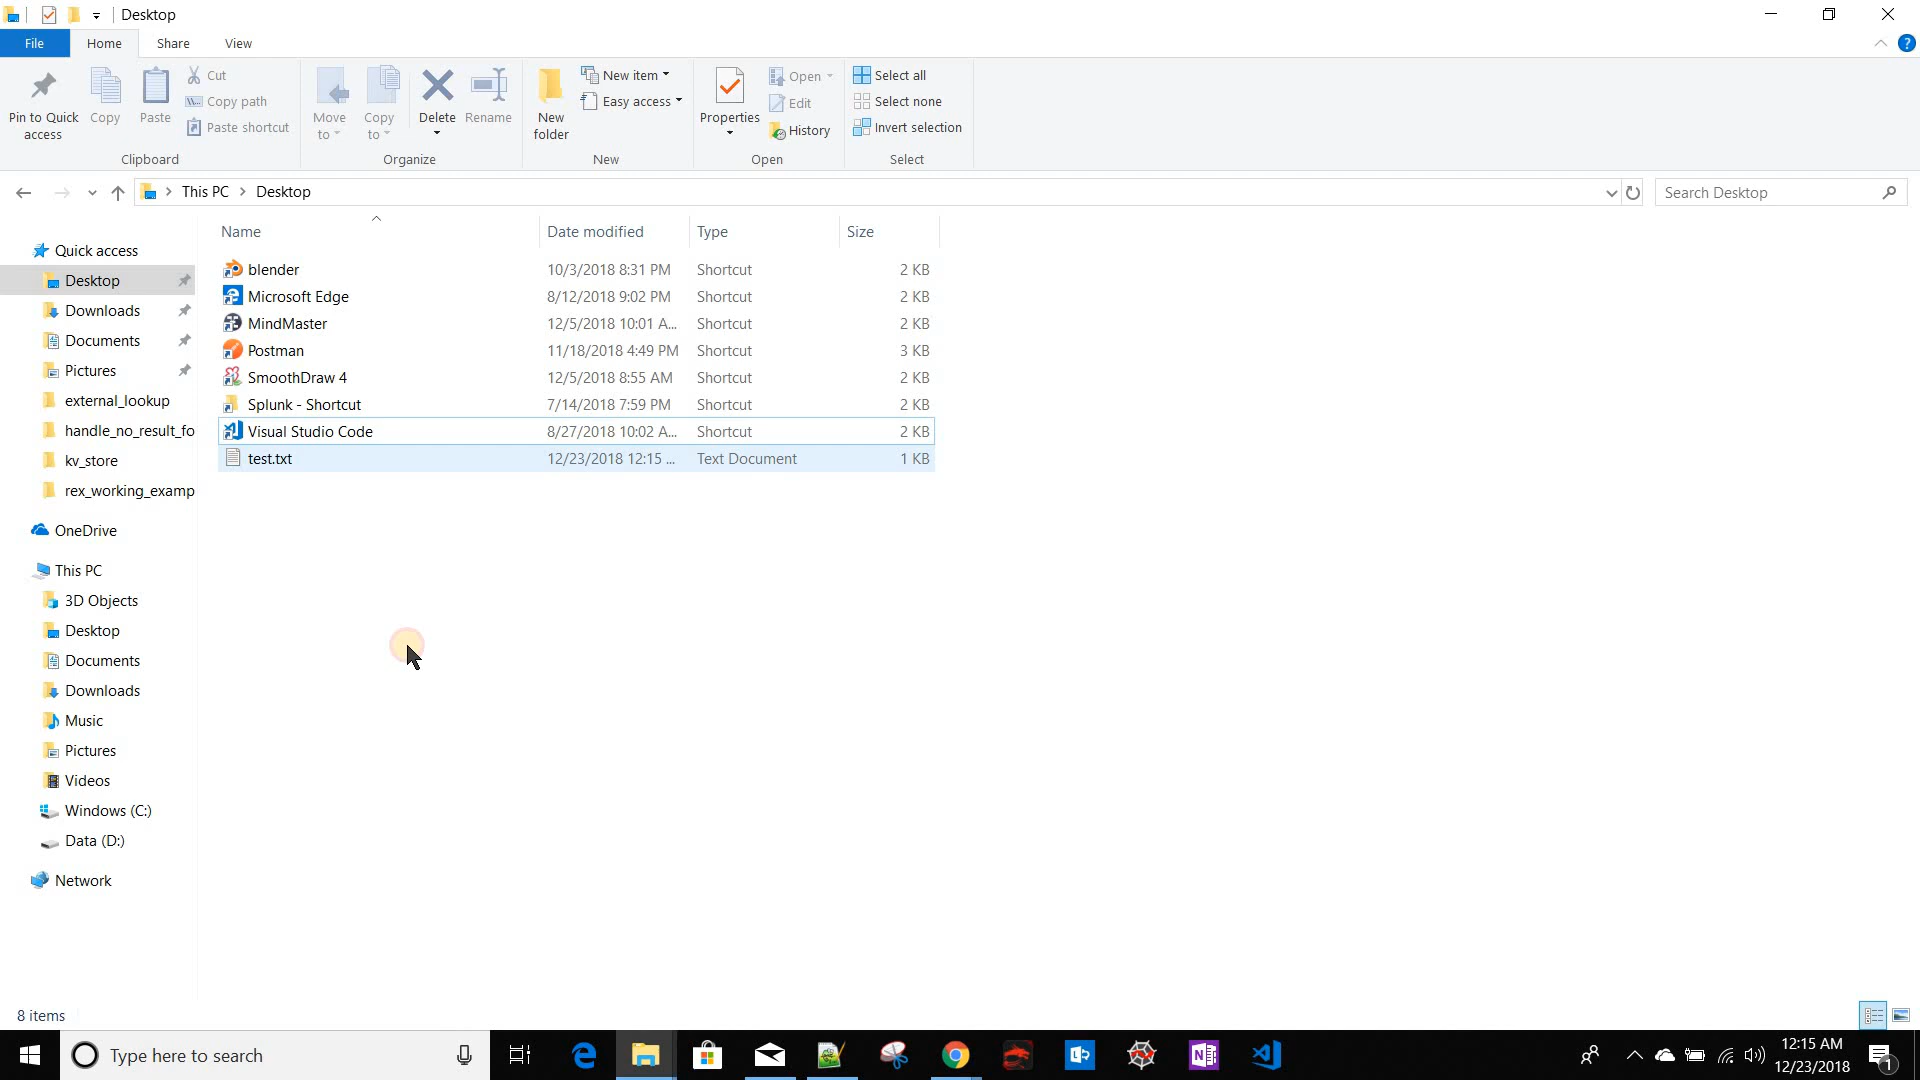 Desktop
File Home Share View
Pin to Quick access
Copy
Paste
Cut
Copy path
Paste shortcut
Clipboard
Move to
Copy to
Delete
Rename
Organize
New folder
New item
Easy access
New
Properties
Open
Edit
History
Open
Select all
Select none
Invert selection
Select
This PC > Desktop
Search Desktop
Name Date modified Type Size
blender 10/3/2018 8:31 PM Shortcut 2 KB
Microsoft Edge 8/12/2018 9:02 PM Shortcut 2 KB
MindMaster 12/5/2018 10:01 A... Shortcut 2 KB
Postman 11/18/2018 4:49 PM Shortcut 3 KB
SmoothDraw 4 12/5/2018 8:55 AM Shortcut 2 KB
Splunk - Shortcut 7/14/2018 7:59 PM Shortcut 2 KB
Visual Studio Code 8/27/2018 10:02 A... Shortcut 2 KB
test.txt 12/23/2018 12:15 ... Text Document 1 KB
Quick access
Desktop
Downloads
Documents
Pictures
external_lookup
handle_no_result_fo
kv_store
rex_working_examp
OneDrive
This PC
3D Objects
Desktop
Documents
Downloads
Music
Pictures
Videos
Windows (C:)
Data (D:)
Network
8 items
Type here to search
12:15 AM
12/23/2018
1